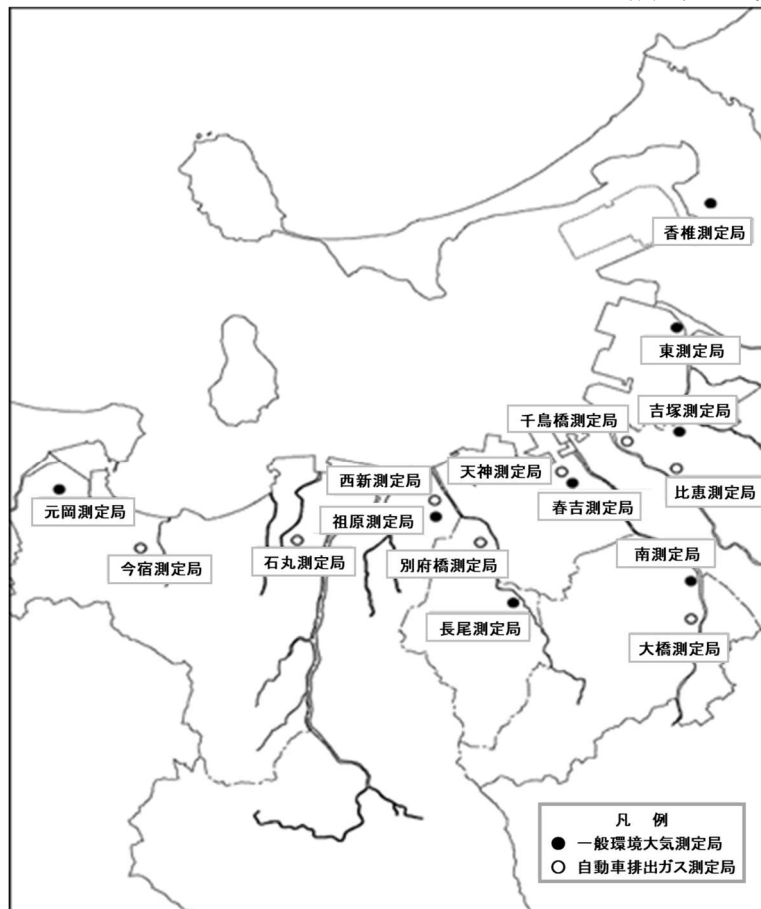 香椎測定局
東測定局
吉塚測定局
千鳥橋測定局
西新測定局
天神測定局
比恵測定局
元岡測定局
祖原測定局
春吉測定局
今宿測定局
石丸測定局
別府橋測定局
南測定局
長尾測定局
大橋測定局
凡 例
● 一般環境大気測定局
○ 自動車排出ガス測定局